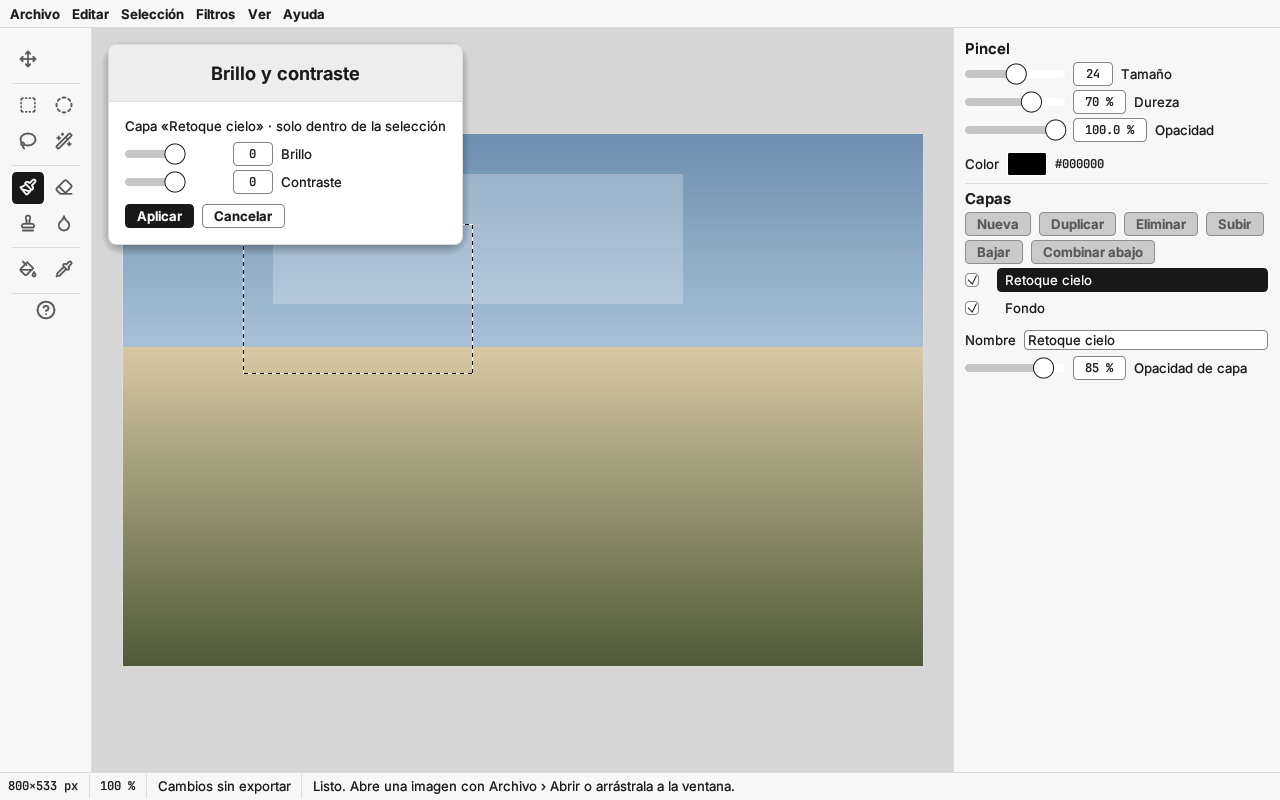 Archivo Editar Selección Filtros Ver Ayuda
Brillo y contraste
Capa «Retoque cielo» · solo dentro de la selección
0 Brillo
0 Contraste
Aplicar Cancelar
Pincel
24 Tamaño
70 % Dureza
100.0 % Opacidad
Color #000000
Capas
Nueva Duplicar Eliminar Subir
Bajar Combinar abajo
Retoque cielo
Fondo
Nombre Retoque cielo
85 % Opacidad de capa
800×533 px 100 % Cambios sin exportar Listo. Abre una imagen con Archivo › Abrir o arrástrala a la ventana.